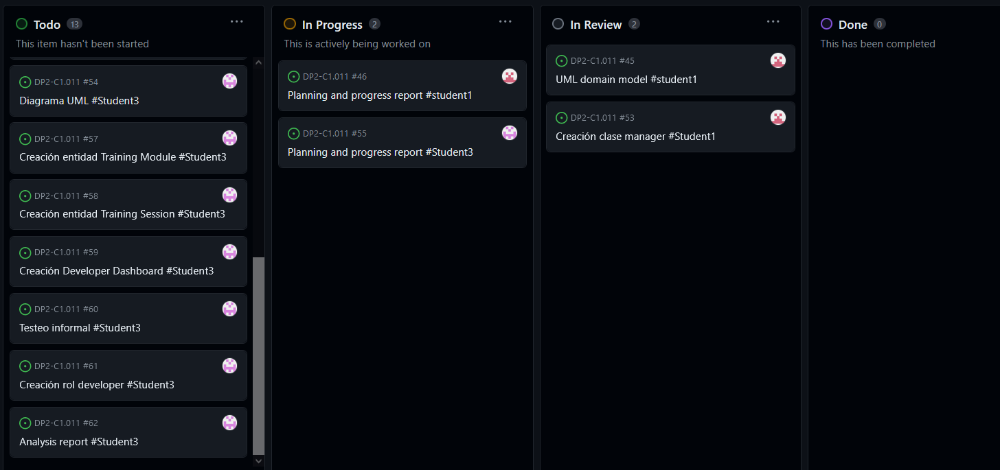 Todo 13
This item hasn't been started
DP2-C1.011 #54
Diagrama UML #Student3
DP2-C1.011 #57
Creación entidad Training Module #Student3
DP2-C1.011 #58
Creación entidad Training Session #Student3
DP2-C1.011 #59
Creación Developer Dashboard #Student3
DP2-C1.011 #60
Testeo informal #Student3
DP2-C1.011 #61
Creación rol developer #Student3
DP2-C1.011 #62
Analysis report #Student3
In Progress 2
This is actively being worked on
DP2-C1.011 #46
Planning and progress report #student1
DP2-C1.011 #55
Planning and progress report #Student3
In Review 2
DP2-C1.011 #45
UML domain model #student1
DP2-C1.011 #53
Creación clase manager #Student1
Done 0
This has been completed